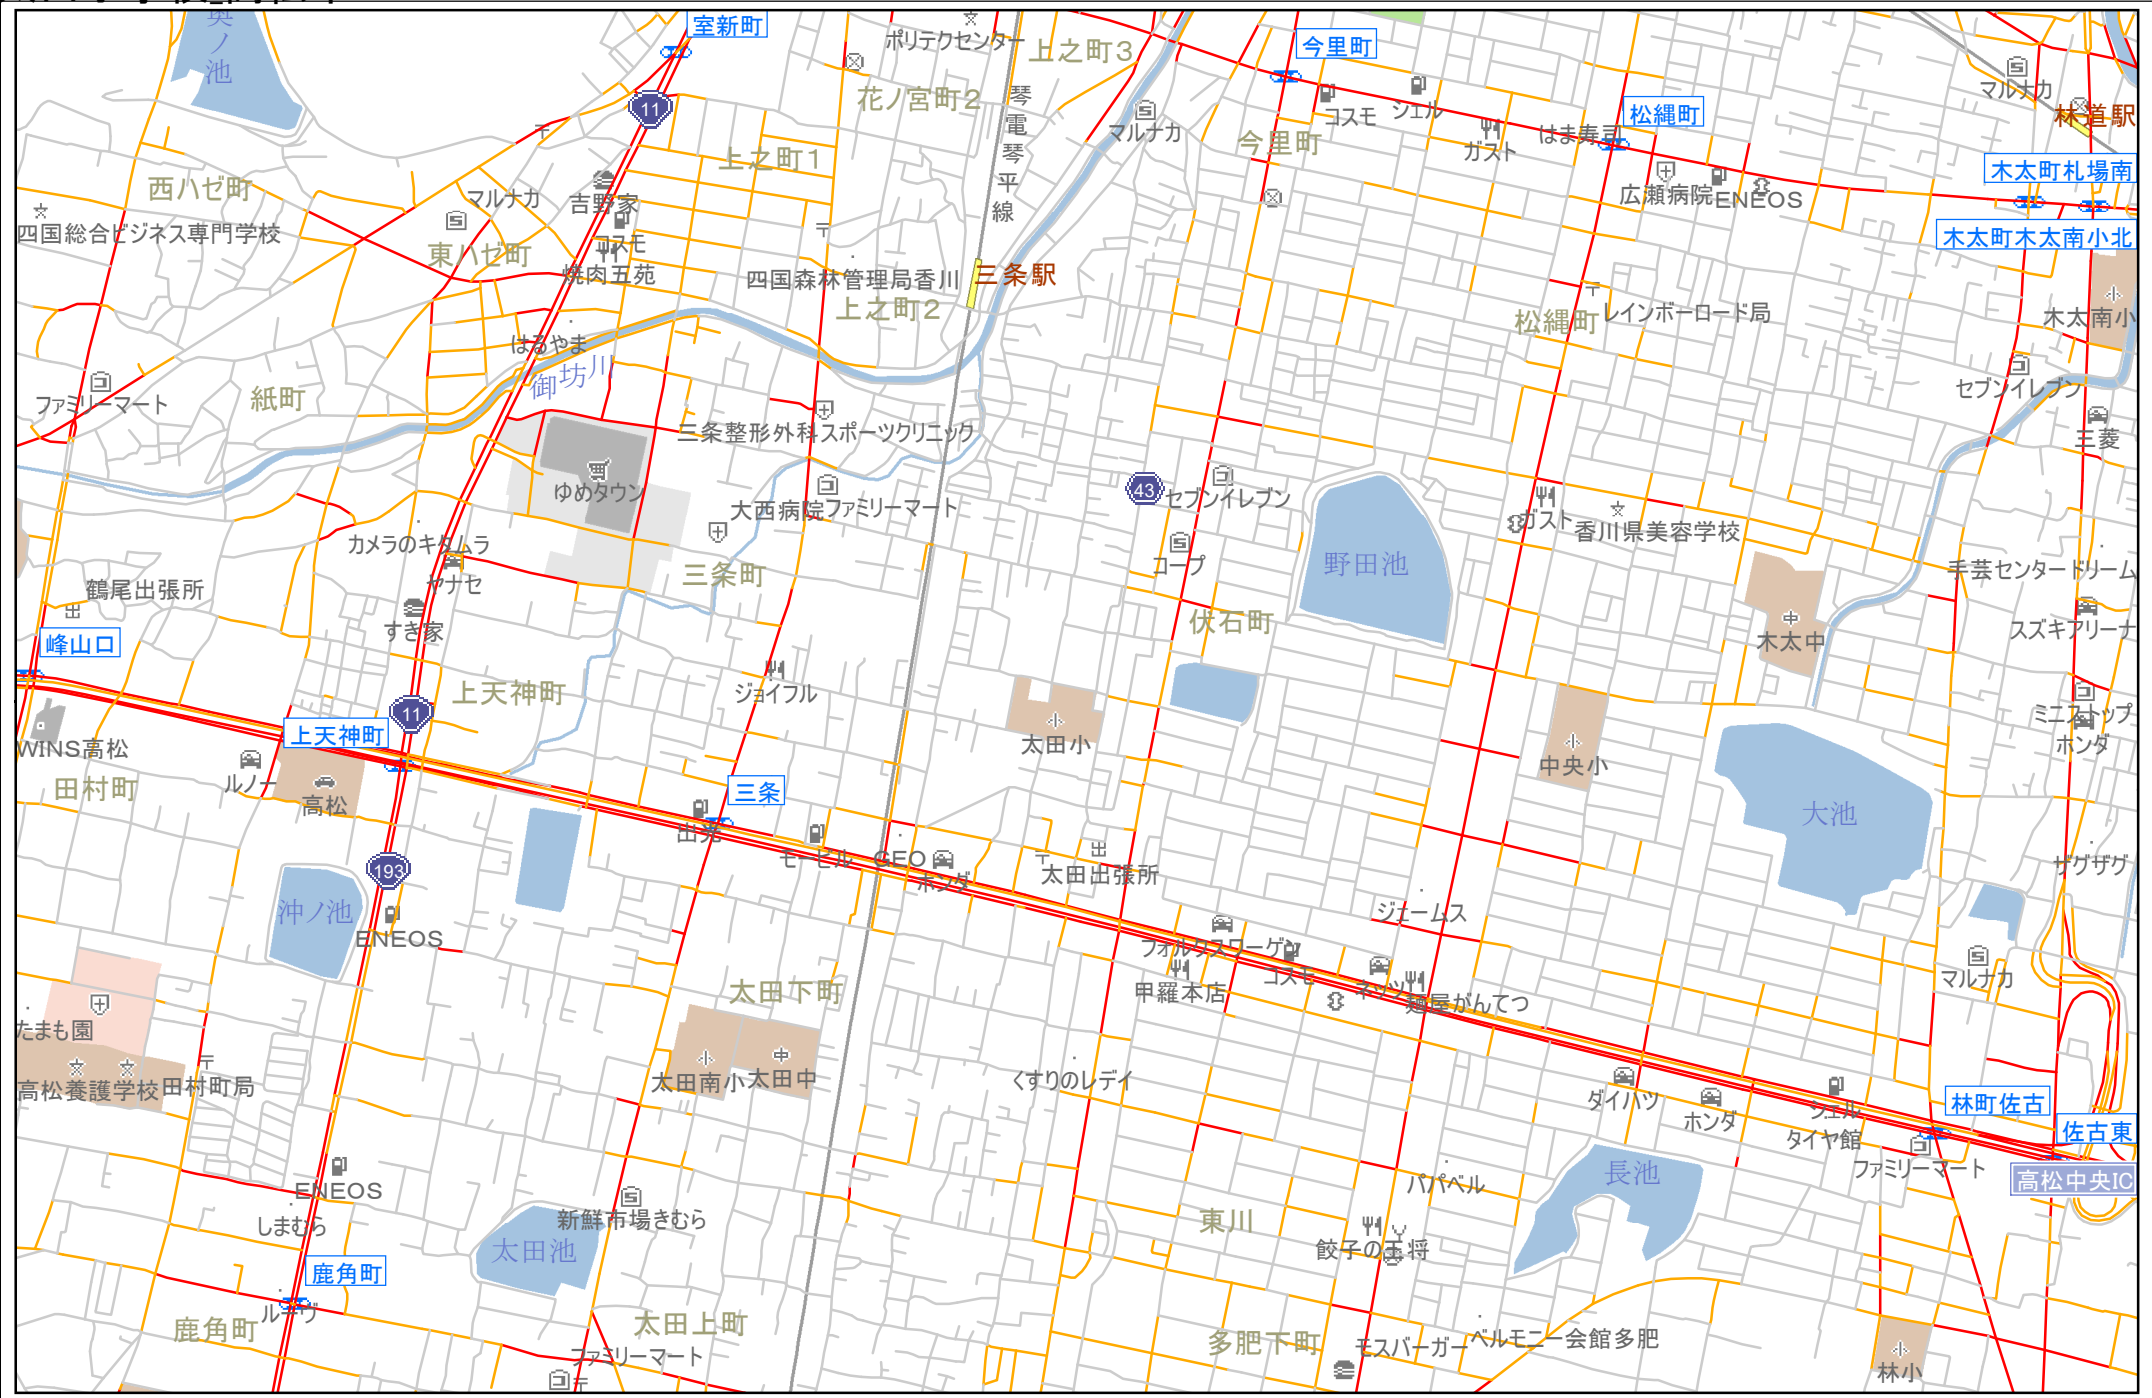 奥ノ池
室新町
ポリテクセンター
上之町3
今里町
マルナカ
林道駅
11
花ノ宮町2
琴電琴平線
マルナカ
コスモ
シェル
松縄町
今里町
ガスト
はま寿司
上之町1
木太町札場南
西ハゼ町
マルナカ
吉野家
広瀬病院
ENEOS
四国総合ビジネス専門学校
東ハゼ町
コスモ
焼肉五苑
木太町木太南小北
四国森林管理局香川
三条駅
上之町2
松縄町
レインボーロード局
木太南小
はるやま
御坊川
ファミリーマート
紙町
セブンイレブン
三菱
三条整形外科スポーツクリニック
ゆめタウン
大西病院
ファミリーマート
43
セブンイレブン
ガスト
香川県美容学校
カメラのキタムラ
ヤナセ
三条町
コープ
野田池
手芸センタードリーム
鶴尾出張所
すき家
伏石町
木太中
スズキアリーナ
峰山口
上天神町
ジョイフル
11
上天神町
太田小
ミニストップ
ホンダ
WINS高松
田村町
ルノー
高松
三条
中央小
大池
出光
モービル
GEO
ホンダ
太田出張所
ザグザグ
193
沖ノ池
ENEOS
ジェームス
フォルクスワーゲン
コスモ
ネッツ
麺屋がんてつ
甲羅本店
マルナカ
太田下町
たまも園
高松養護学校
田村町局
太田南小
太田中
くすりのレディ
ダイハツ
ホンダ
シェル
タイヤ館
林町佐古
佐古東
ファミリーマート
高松中央IC
ENEOS
しまむら
新鮮市場きむら
太田池
パパベル
長池
東川
餃子の王将
鹿角町
ルーヴ
鹿角町
太田上町
ファミリーマート
多肥下町
モスバーガー
ベルモニー会館多肥
林小